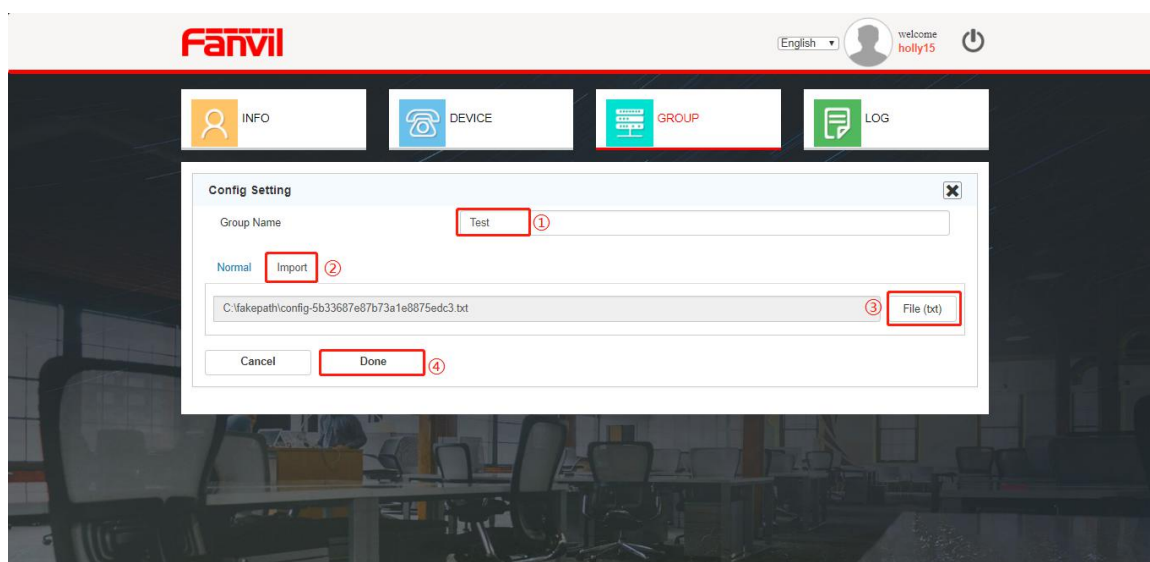 Fanvil
English
welcome
holly15
INFO
DEVICE
GROUP
LOG
Config Setting
Group Name
Test
①
Normal
Import
②
C:\fakepath\config-5b33687e87b73a1e8875edc3.txt
③
File (txt)
Cancel
Done
④